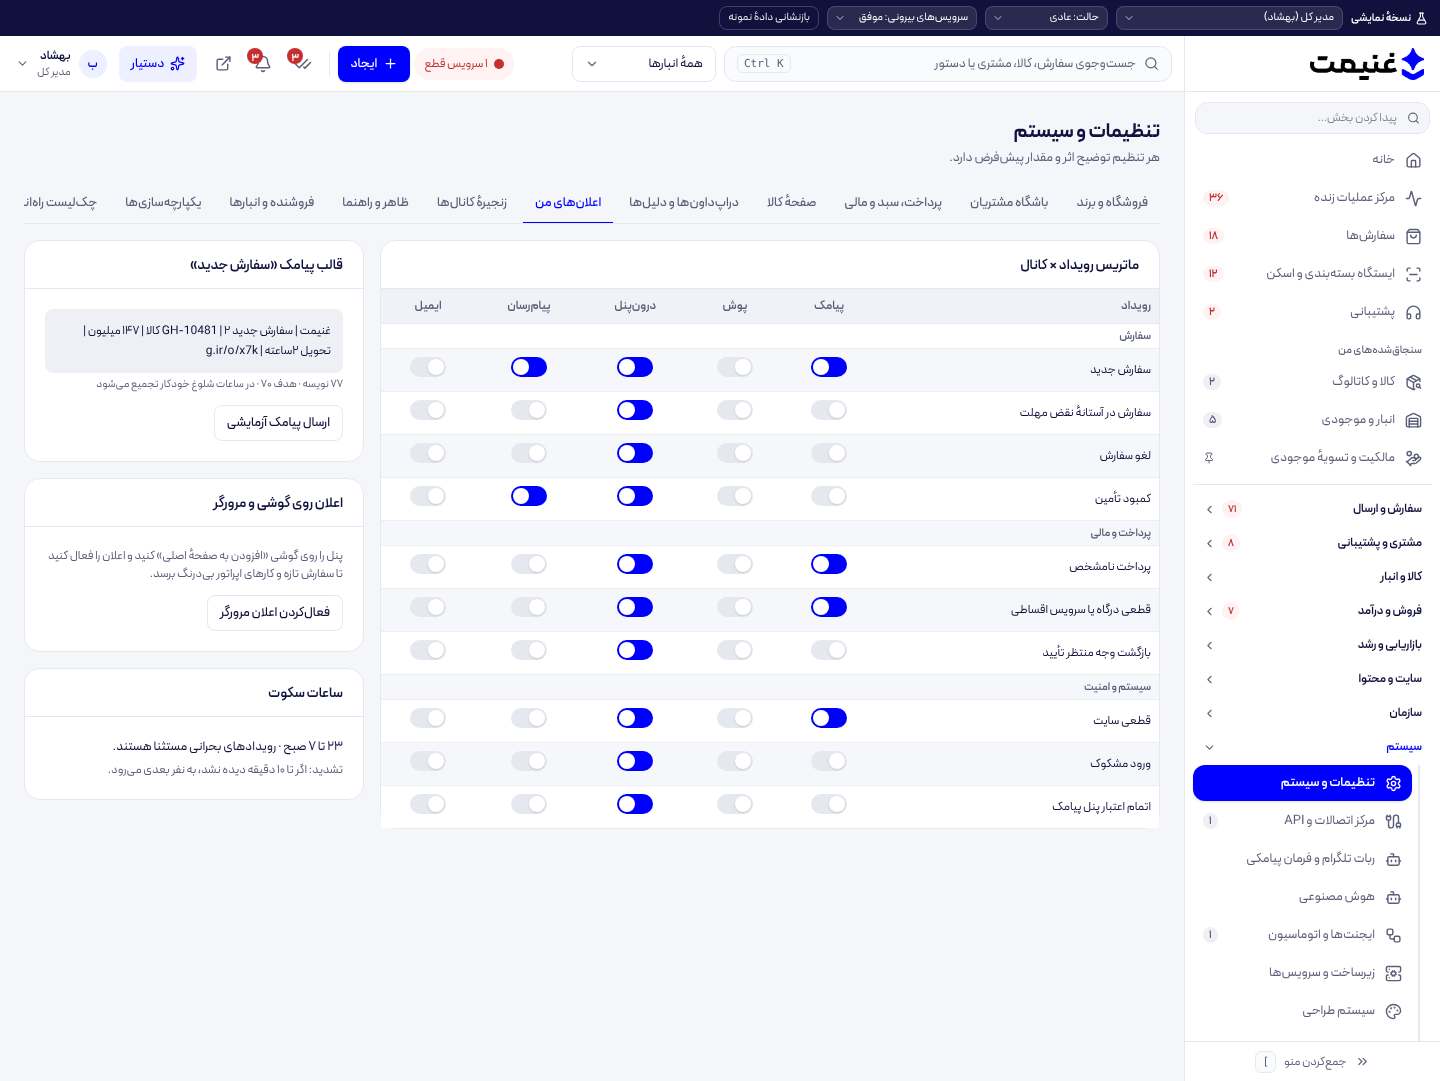 نسخهٔ نمایشی
مدیر کل (بهشاد)
حالت: عادی
سرویس‌های بیرونی: موفق
بازنشانی دادهٔ نمونه
غنیمت
جست‌وجوی سفارش، کالا، مشتری یا دستور
Ctrl K
همهٔ انبارها
۱ سرویس قطع
ایجاد
۳
۳
دستیار
ب
بهشاد
مدیر کل
پیدا کردن بخش...
خانه
مرکز عملیات زنده
۳۶
سفارش‌ها
۱۸
ایستگاه بسته‌بندی و اسکن
۱۲
پشتیبانی
۲
سنجاق‌شده‌های من
کالا و کاتالوگ
۲
انبار و موجودی
۵
مالکیت و تسویهٔ موجودی
سفارش و ارسال
۷۱
مشتری و پشتیبانی
۸
کالا و انبار
فروش و درآمد
۷
بازاریابی و رشد
سایت و محتوا
سازمان
سیستم
تنظیمات و سیستم
مرکز اتصالات و API
۱
ربات تلگرام و فرمان پیامکی
هوش مصنوعی
ایجنت‌ها و اتوماسیون
۱
زیرساخت و سرویس‌ها
سیستم طراحی
جمع‌کردن منو
[
تنظیمات و سیستم
هر تنظیم توضیح اثر و مقدار پیش‌فرض دارد.
فروشگاه و برند
باشگاه مشتریان
پرداخت، سبد و مالی
صفحهٔ کالا
دراپ‌داون‌ها و دلیل‌ها
اعلان‌های من
زنجیرهٔ کانال‌ها
ظاهر و راهنما
فروشنده و انبارها
یکپارچه‌سازی‌ها
چک‌لیست راه‌اند
ماتریس رویداد × کانال
رویداد
پیامک
پوش
درون‌پنل
پیام‌رسان
ایمیل
سفارش
سفارش جدید
سفارش در آستانهٔ نقض مهلت
لغو سفارش
کمبود تأمین
پرداخت و مالی
پرداخت نامشخص
قطعی درگاه یا سرویس اقساطی
بازگشت وجه منتظر تأیید
سیستم و امنیت
قطعی سایت
ورود مشکوک
اتمام اعتبار پنل پیامک
قالب پیامک «سفارش جدید»
غنیمت | سفارش جدید GH-10481 | ۲ کالا | ۱۴۷ میلیون |
تحویل ۲ساعته | g.ir/o/x7k
۷۷ نویسه · هدف ۷۰ · در ساعات شلوغ خودکار تجمیع می‌شود
ارسال پیامک آزمایشی
اعلان روی گوشی و مرورگر
پنل را روی گوشی «افزودن به صفحهٔ اصلی» کنید و اعلان را فعال کنید
تا سفارش تازه و کارهای اپراتور بی‌درنگ برسد.
فعال‌کردن اعلان مرورگر
ساعات سکوت
۲۳ تا ۷ صبح · رویدادهای بحرانی مستثنا هستند.
تشدید: اگر تا ۱۰ دقیقه دیده نشد، به نفر بعدی می‌رود.